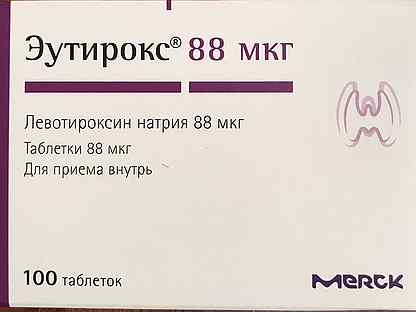 Эутирокс® 88 мкг
Левотироксин натрия 88 мкг
Таблетки 88 мкг
Для приема внутрь
100 таблеток
MERCK